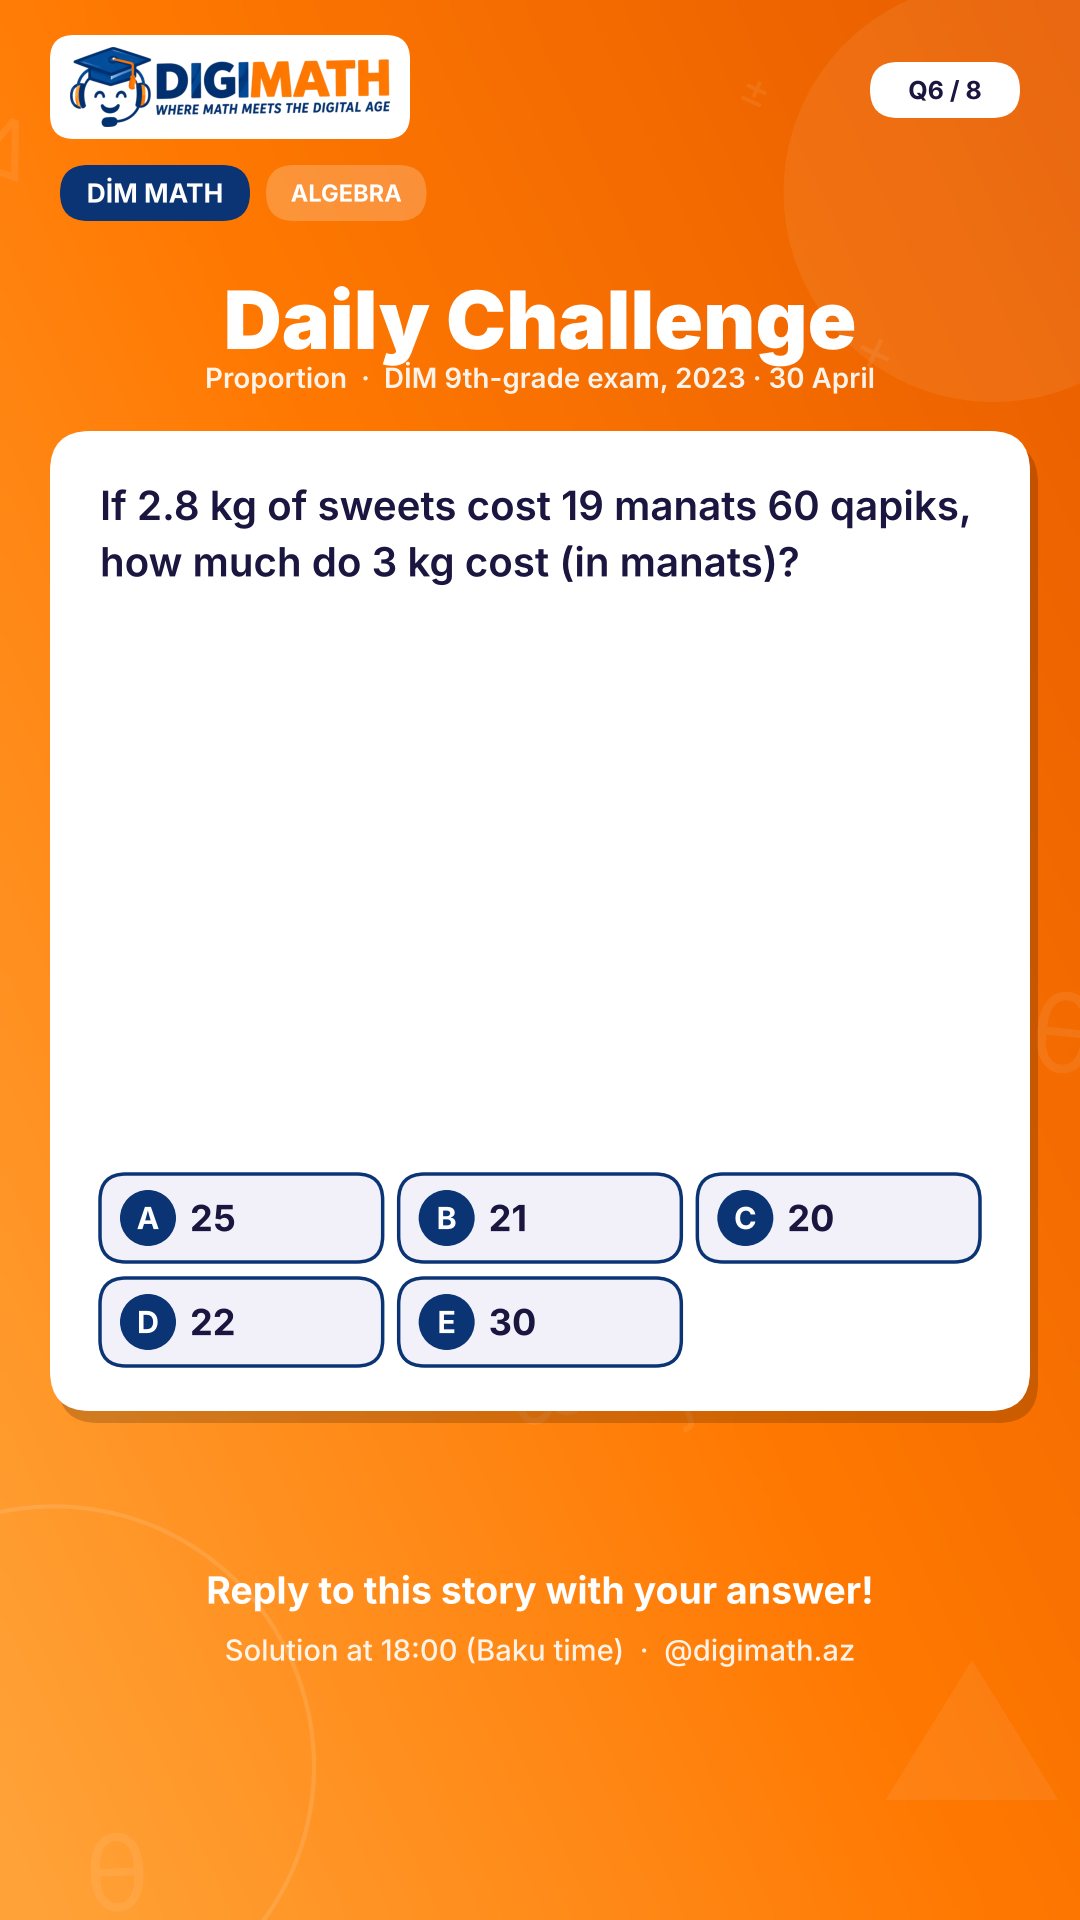 DIGIMATH
WHERE MATH MEETS THE DIGITAL AGE
Q6 / 8
DİM MATH
ALGEBRA
Daily Challenge
Proportion · DİM 9th-grade exam, 2023 · 30 April
If 2.8 kg of sweets cost 19 manats 60 qapiks,
how much do 3 kg cost (in manats)?
A 25
B 21
C 20
D 22
E 30
Reply to this story with your answer!
Solution at 18:00 (Baku time) · @digimath.az